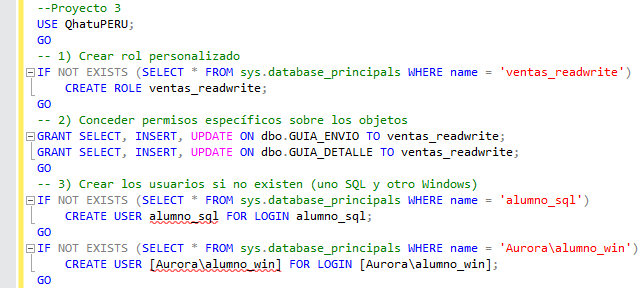 --Proyecto 3
USE QhatuPERU;
GO
-- 1) Crear rol personalizado
IF NOT EXISTS (SELECT * FROM sys.database_principals WHERE name = 'ventas_readwrite')
    CREATE ROLE ventas_readwrite;
GO
-- 2) Conceder permisos específicos sobre los objetos
GRANT SELECT, INSERT, UPDATE ON dbo.GUIA_ENVIO TO ventas_readwrite;
GRANT SELECT, INSERT, UPDATE ON dbo.GUIA_DETALLE TO ventas_readwrite;
GO
-- 3) Crear los usuarios si no existen (uno SQL y otro Windows)
IF NOT EXISTS (SELECT * FROM sys.database_principals WHERE name = 'alumno_sql')
    CREATE USER alumno_sql FOR LOGIN alumno_sql;
GO
IF NOT EXISTS (SELECT * FROM sys.database_principals WHERE name = 'Aurora\alumno_win')
    CREATE USER [Aurora\alumno_win] FOR LOGIN [Aurora\alumno_win];
GO